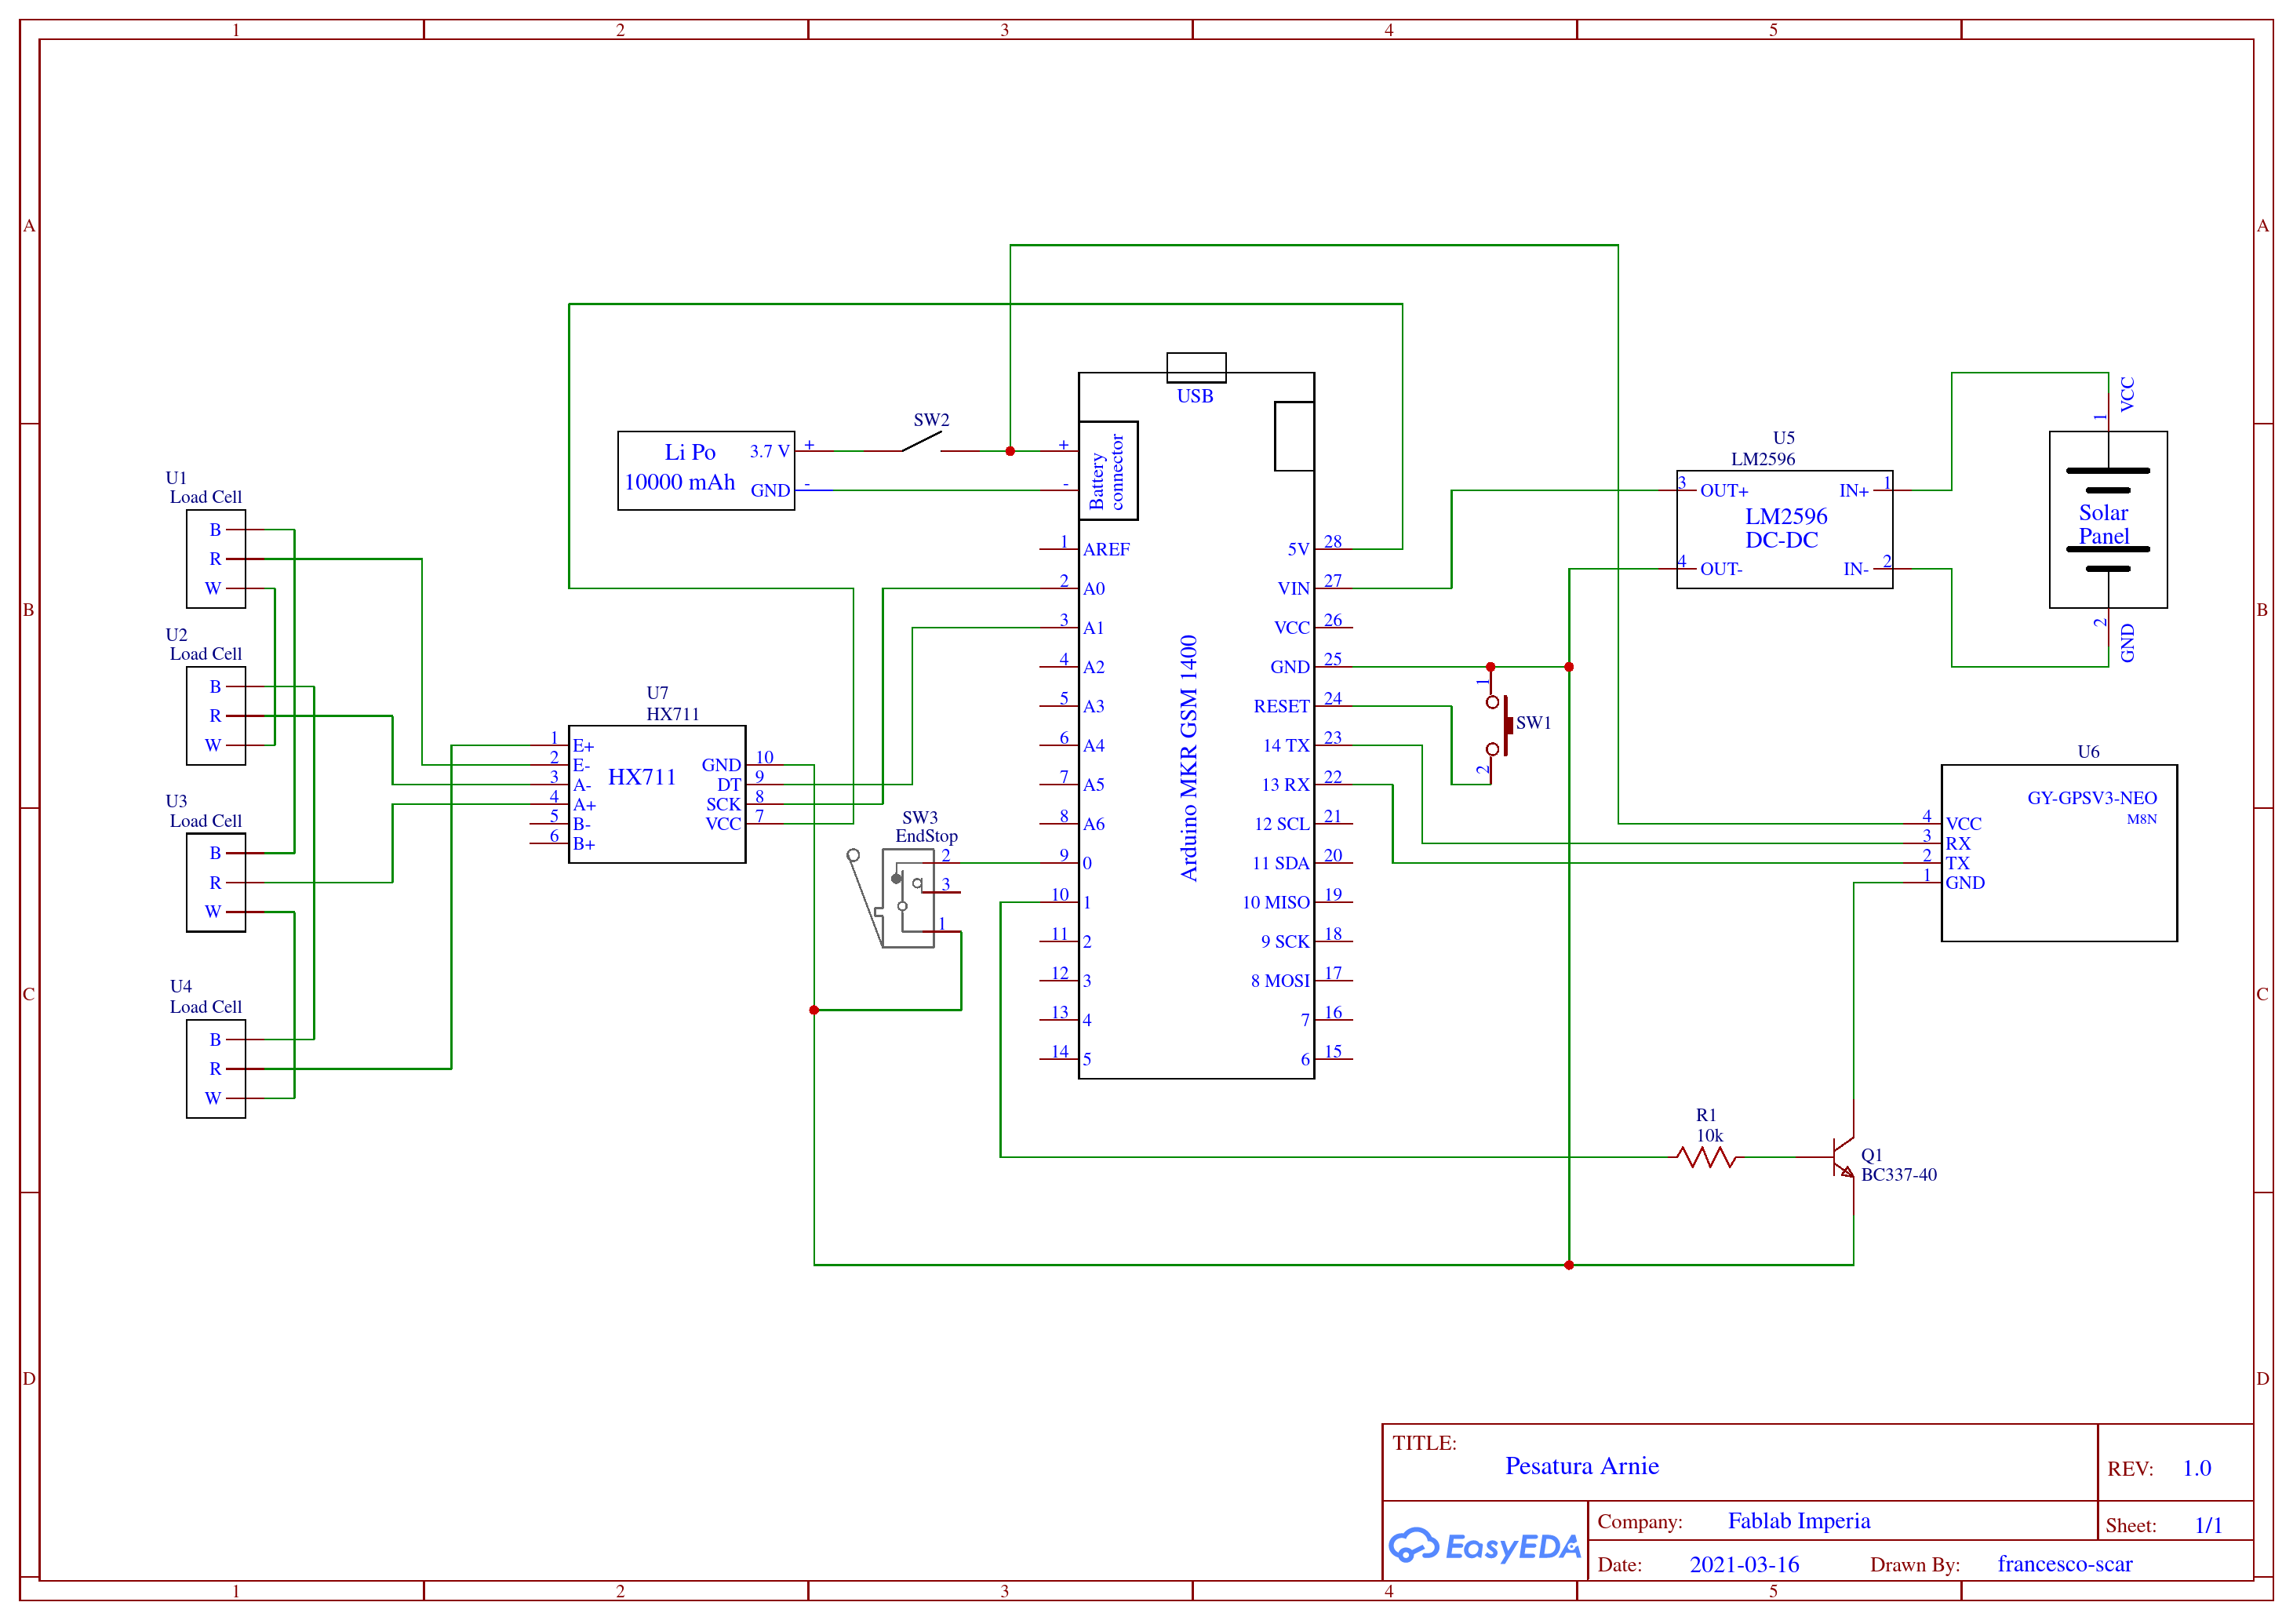 1 2 3 4 5
A A
B B
C C
D D
1 2 3 4 5
U1
Load Cell
B
R
W
U2
Load Cell
B
R
W
U3
Load Cell
B
R
W
U4
Load Cell
B
R
W
Li Po 3.7 V +
10000 mAh GND -
SW2
U7
HX711
HX711
1 E+
2 E-
3 A-
4 A+
5 B-
6 B+
GND 10
DT 9
SCK 8
VCC 7
SW3
EndStop
2
3
1
USB
Battery
connector
+
-
Arduino MKR GSM 1400
1 AREF
2 A0
3 A1
4 A2
5 A3
6 A4
7 A5
8 A6
9 0
10 1
11 2
12 3
13 4
14 5
5V 28
VIN 27
VCC 26
GND 25
RESET 24
14 TX 23
13 RX 22
12 SCL 21
11 SDA 20
10 MISO 19
9 SCK 18
8 MOSI 17
7 16
6 15
1
SW1
2
U5
LM2596
3 OUT+ IN+ 1
LM2596
DC-DC
4 OUT- IN- 2
1 VCC
Solar
Panel
2 GND
U6
GY-GPSV3-NEO
M8N
4 VCC
3 RX
2 TX
1 GND
R1
10k
Q1
BC337-40
TITLE:
Pesatura Arnie
REV: 1.0
EasyEDA
Company: Fablab Imperia
Sheet: 1/1
Date: 2021-03-16 Drawn By: francesco-scar